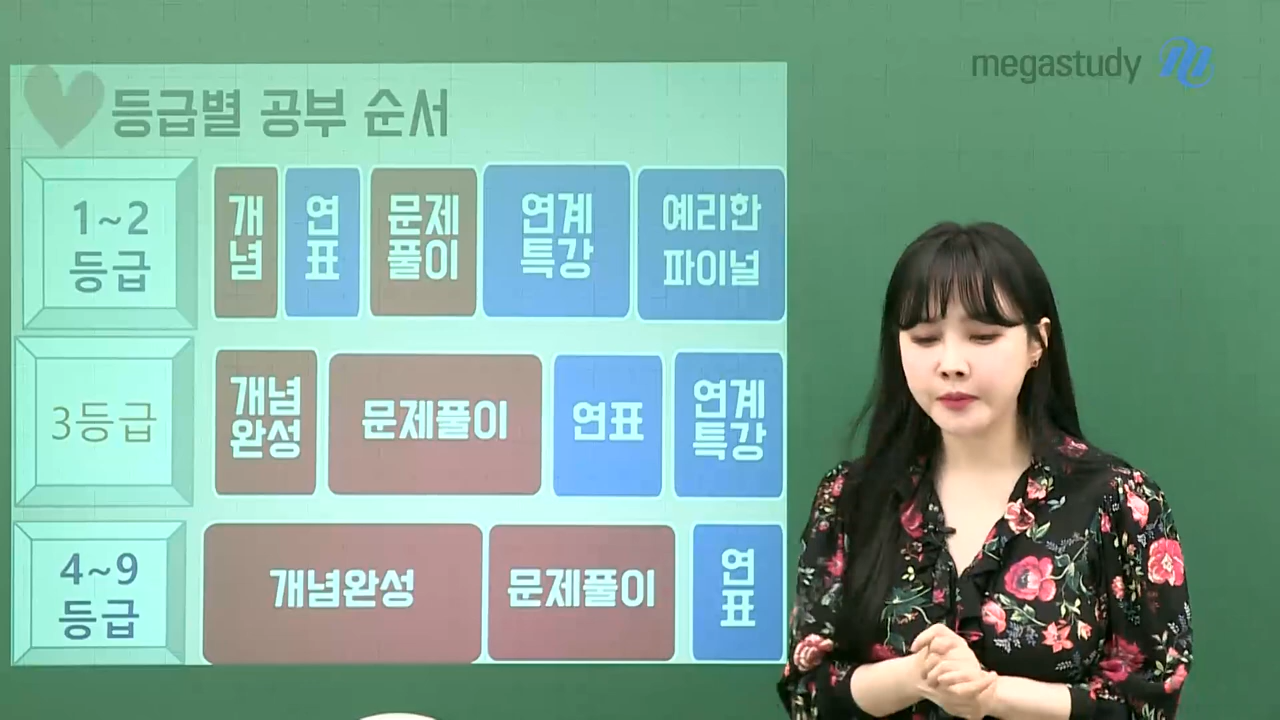 megastudy
등급별 공부 순서
1~2
등급
개
념
연
표
문제
풀이
연계
특강
예리한
파이널
3등급
개념
완성
문제풀이
연표
연계
특강
4~9
등급
개념완성
문제풀이
연
표